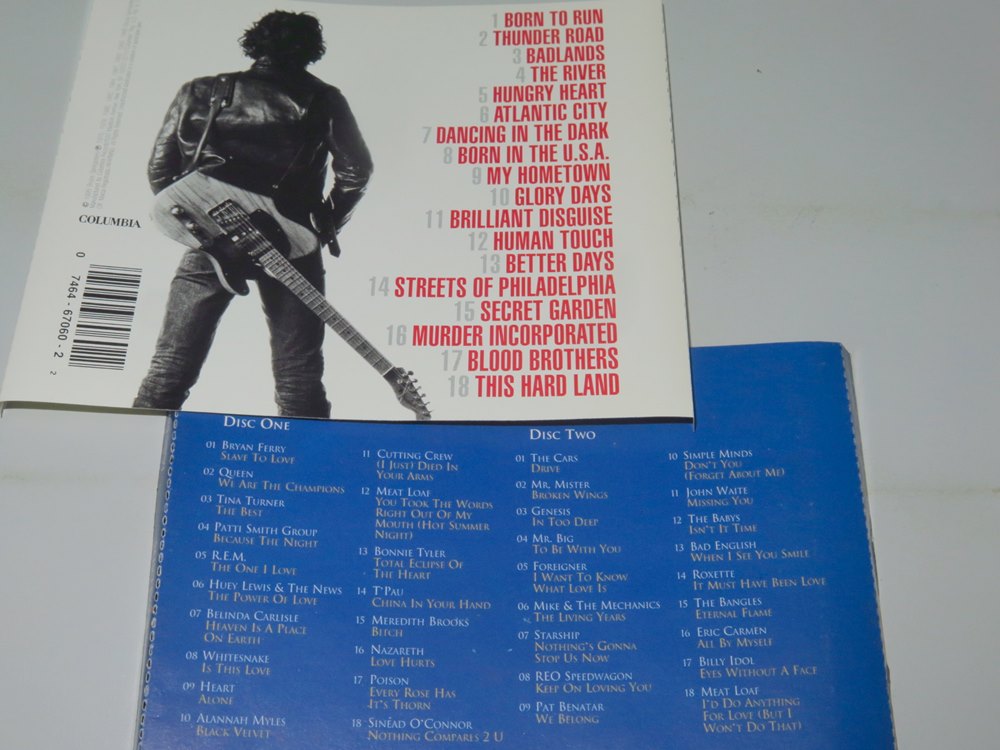 1 BORN TO RUN
2 THUNDER ROAD
3 BADLANDS
4 THE RIVER
5 HUNGRY HEART
6 ATLANTIC CITY
7 DANCING IN THE DARK
8 BORN IN THE U.S.A.
9 MY HOMETOWN
10 GLORY DAYS
11 BRILLIANT DISGUISE
12 HUMAN TOUCH
13 BETTER DAYS
14 STREETS OF PHILADELPHIA
15 SECRET GARDEN
16 MURDER INCORPORATED
17 BLOOD BROTHERS
18 THIS HARD LAND
COLUMBIA
0 7464-67060-2 2
DISC ONE
01 BRYAN FERRY
SLAVE TO LOVE
02 QUEEN
WE ARE THE CHAMPIONS
03 TINA TURNER
THE BEST
04 PATTI SMITH GROUP
BECAUSE THE NIGHT
05 R.E.M.
THE ONE I LOVE
06 HUEY LEWIS & THE NEWS
THE POWER OF LOVE
07 BELINDA CARLISLE
HEAVEN IS A PLACE
ON EARTH
08 WHITESNAKE
IS THIS LOVE
09 HEART
ALONE
10 ALANNAH MYLES
BLACK VELVET
11 CUTTING CREW
(I JUST) DIED IN
YOUR ARMS
12 MEAT LOAF
YOU TOOK THE WORDS
RIGHT OUT OF MY
MOUTH (HOT SUMMER
NIGHT)
13 BONNIE TYLER
TOTAL ECLIPSE OF
THE HEART
14 T'PAU
CHINA IN YOUR HAND
15 MEREDITH BROOKS
BITCH
16 NAZARETH
LOVE HURTS
17 POISON
EVERY ROSE HAS
IT'S THORN
18 SINÉAD O'CONNOR
NOTHING COMPARES 2 U
DISC TWO
01 THE CARS
DRIVE
02 MR. MISTER
BROKEN WINGS
03 GENESIS
IN TOO DEEP
04 MR. BIG
TO BE WITH YOU
05 FOREIGNER
I WANT TO KNOW
WHAT LOVE IS
06 MIKE & THE MECHANICS
THE LIVING YEARS
07 STARSHIP
NOTHING'S GONNA
STOP US NOW
08 REO SPEEDWAGON
KEEP ON LOVING YOU
09 PAT BENATAR
WE BELONG
10 SIMPLE MINDS
DON'T YOU
(FORGET ABOUT ME)
11 JOHN WAITE
MISSING YOU
12 THE BABYS
ISN'T IT TIME
13 BAD ENGLISH
WHEN I SEE YOU SMILE
14 ROXETTE
IT MUST HAVE BEEN LOVE
15 THE BANGLES
ETERNAL FLAME
16 ERIC CARMEN
ALL BY MYSELF
17 BILLY IDOL
EYES WITHOUT A FACE
18 MEAT LOAF
I'D DO ANYTHING
FOR LOVE (BUT I
WON'T DO THAT)